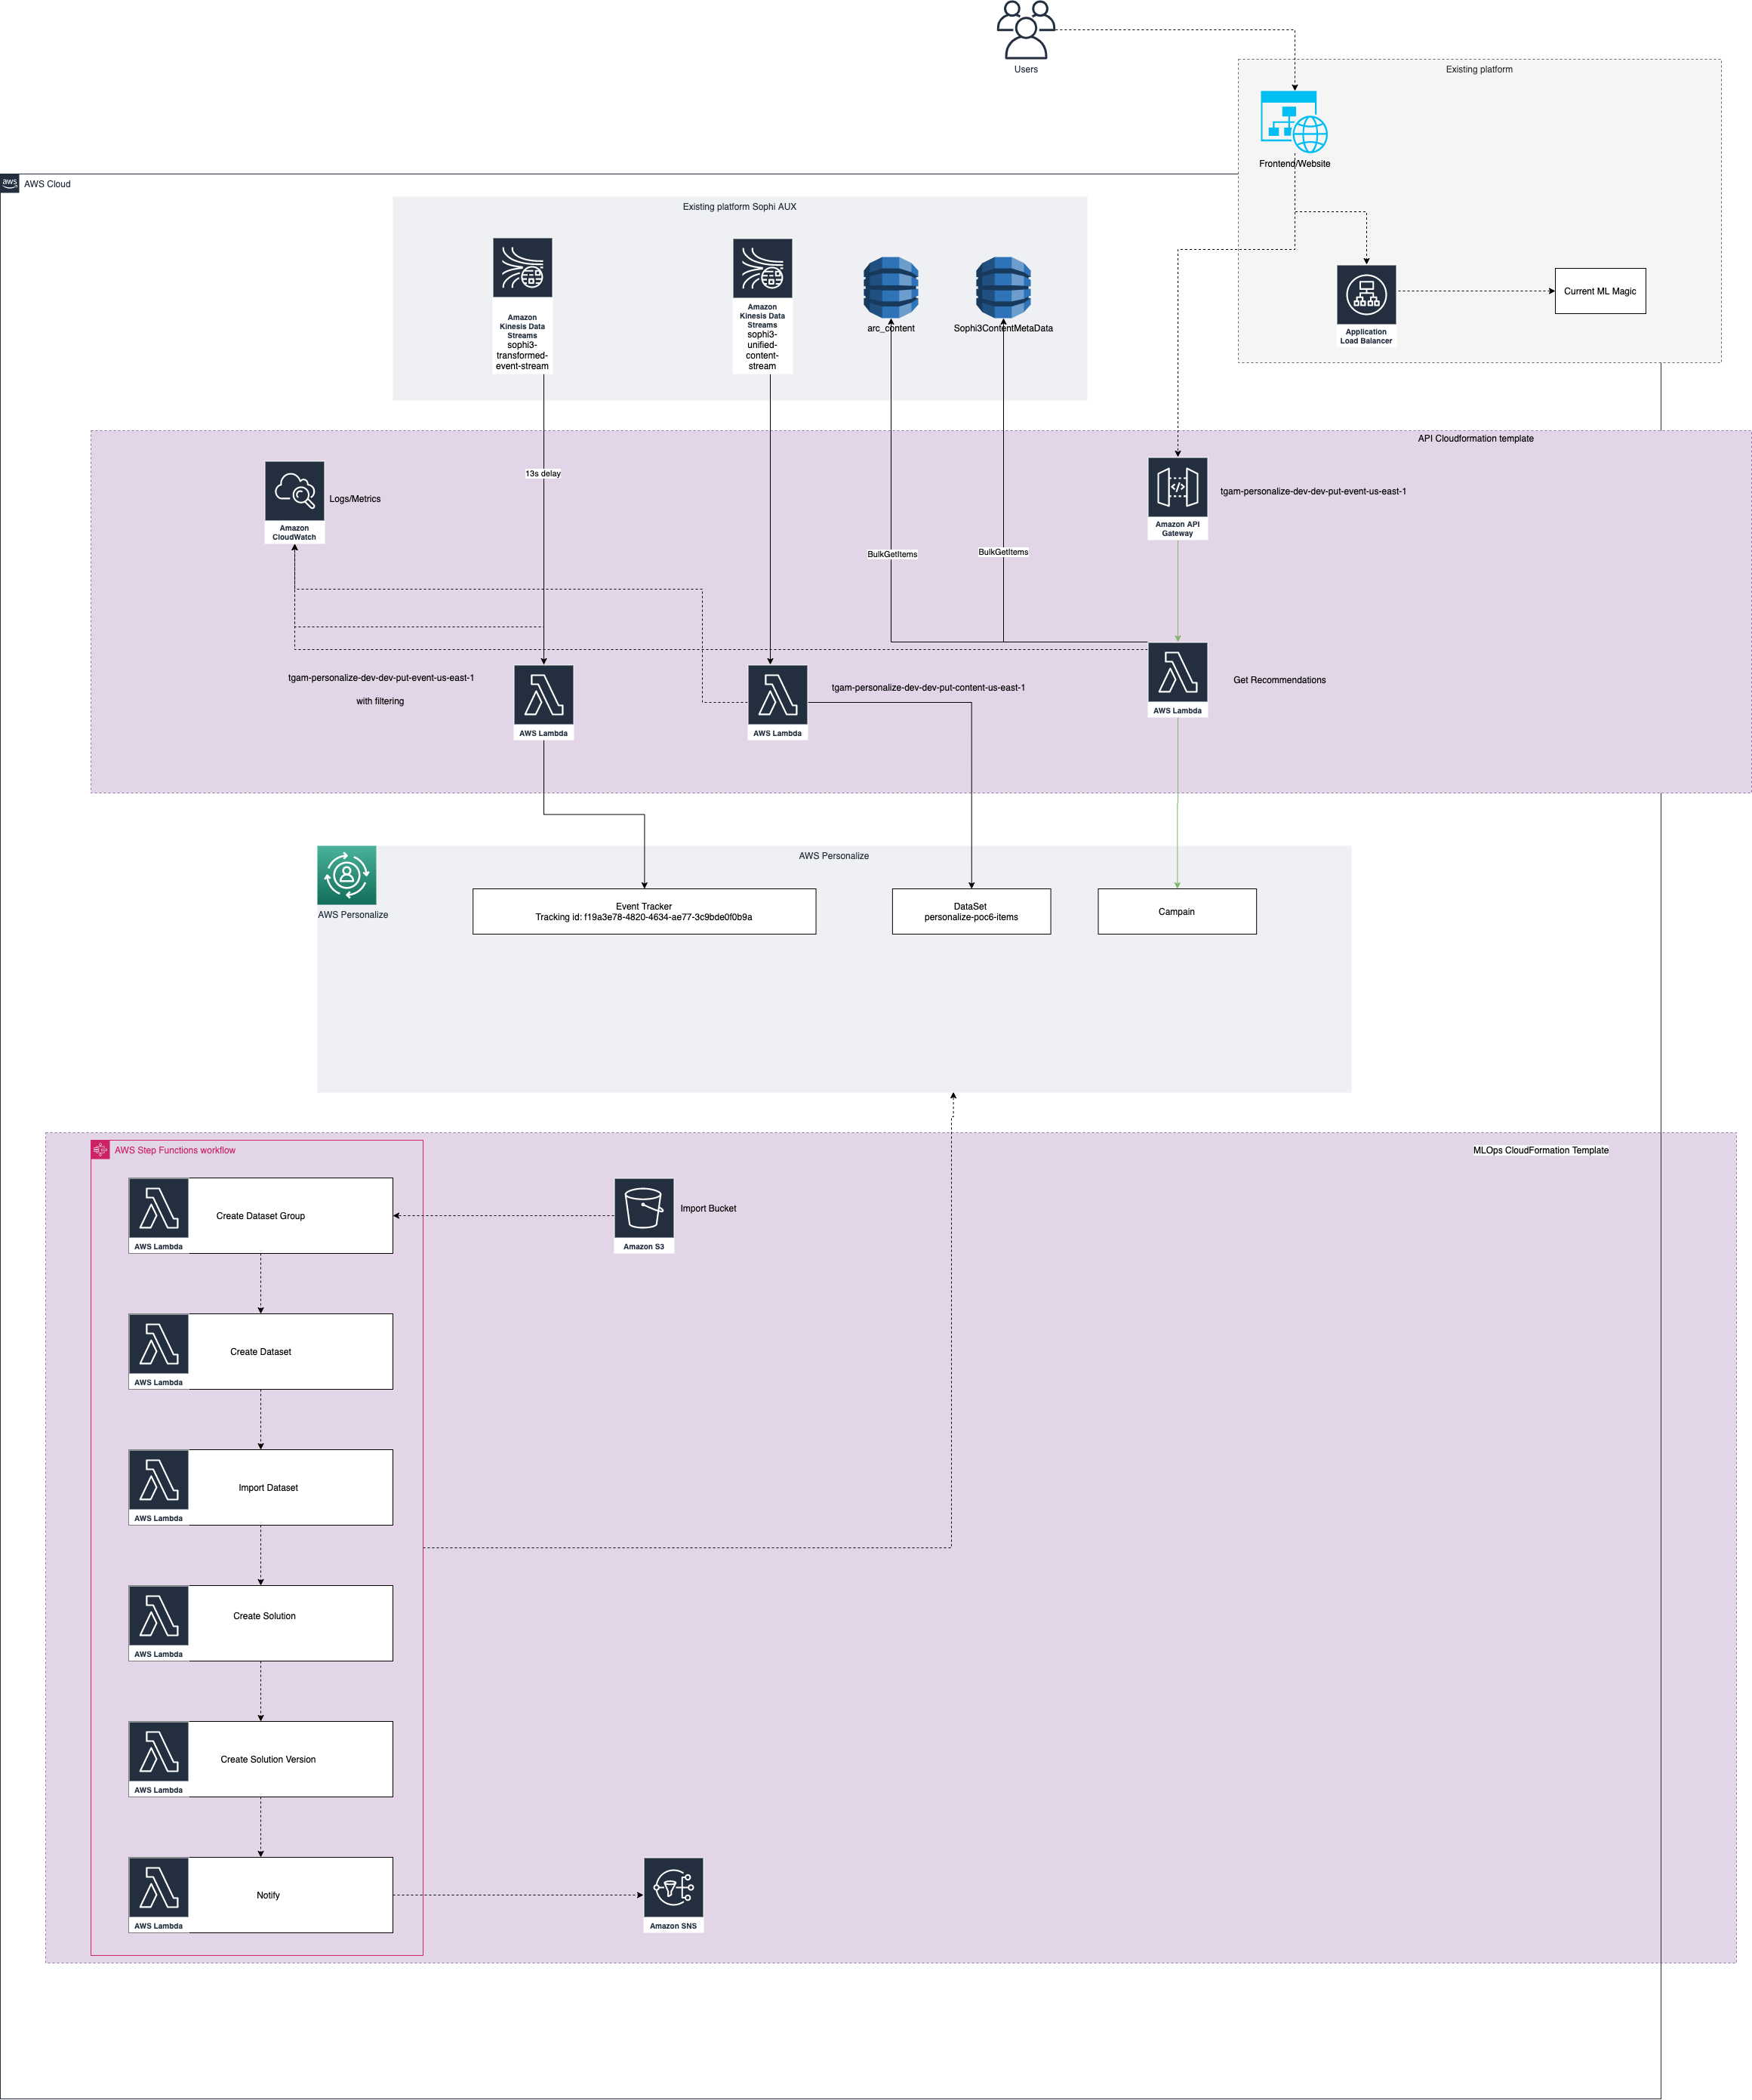 Users
Existing platform
Frontend/Website
aws
AWS Cloud
Existing platform Sophi AUX
Amazon
Kinesis Data
Streams
sophi3-
transformed-
event-stream
Amazon
Kinesis Data
Streams
sophi3-
unified-
content-
stream
arc_content
Sophi3ContentMetaData
Application
Load Balancer
Current ML Magic
API Cloudformation template
13s delay
Logs/Metrics
Amazon
CloudWatch
BulkGetItems
BulkGetItems
tgam-personalize-dev-dev-put-event-us-east-1
Amazon API
Gateway
tgam-personalize-dev-dev-put-event-us-east-1
with filtering
AWS Lambda
AWS Lambda
tgam-personalize-dev-dev-put-content-us-east-1
Get Recommendations
AWS Lambda
AWS Personalize
AWS Personalize
Event Tracker
Tracking id: f19a3e78-4820-4634-ae77-3c9bde0f0b9a
DataSet
personalize-poc6-items
Campain
AWS Step Functions workflow
MLOps CloudFormation Template
Create Dataset Group
AWS Lambda
Import Bucket
Amazon S3
Create Dataset
AWS Lambda
Import Dataset
AWS Lambda
Create Solution
AWS Lambda
Create Solution Version
AWS Lambda
Notify
AWS Lambda
Amazon SNS